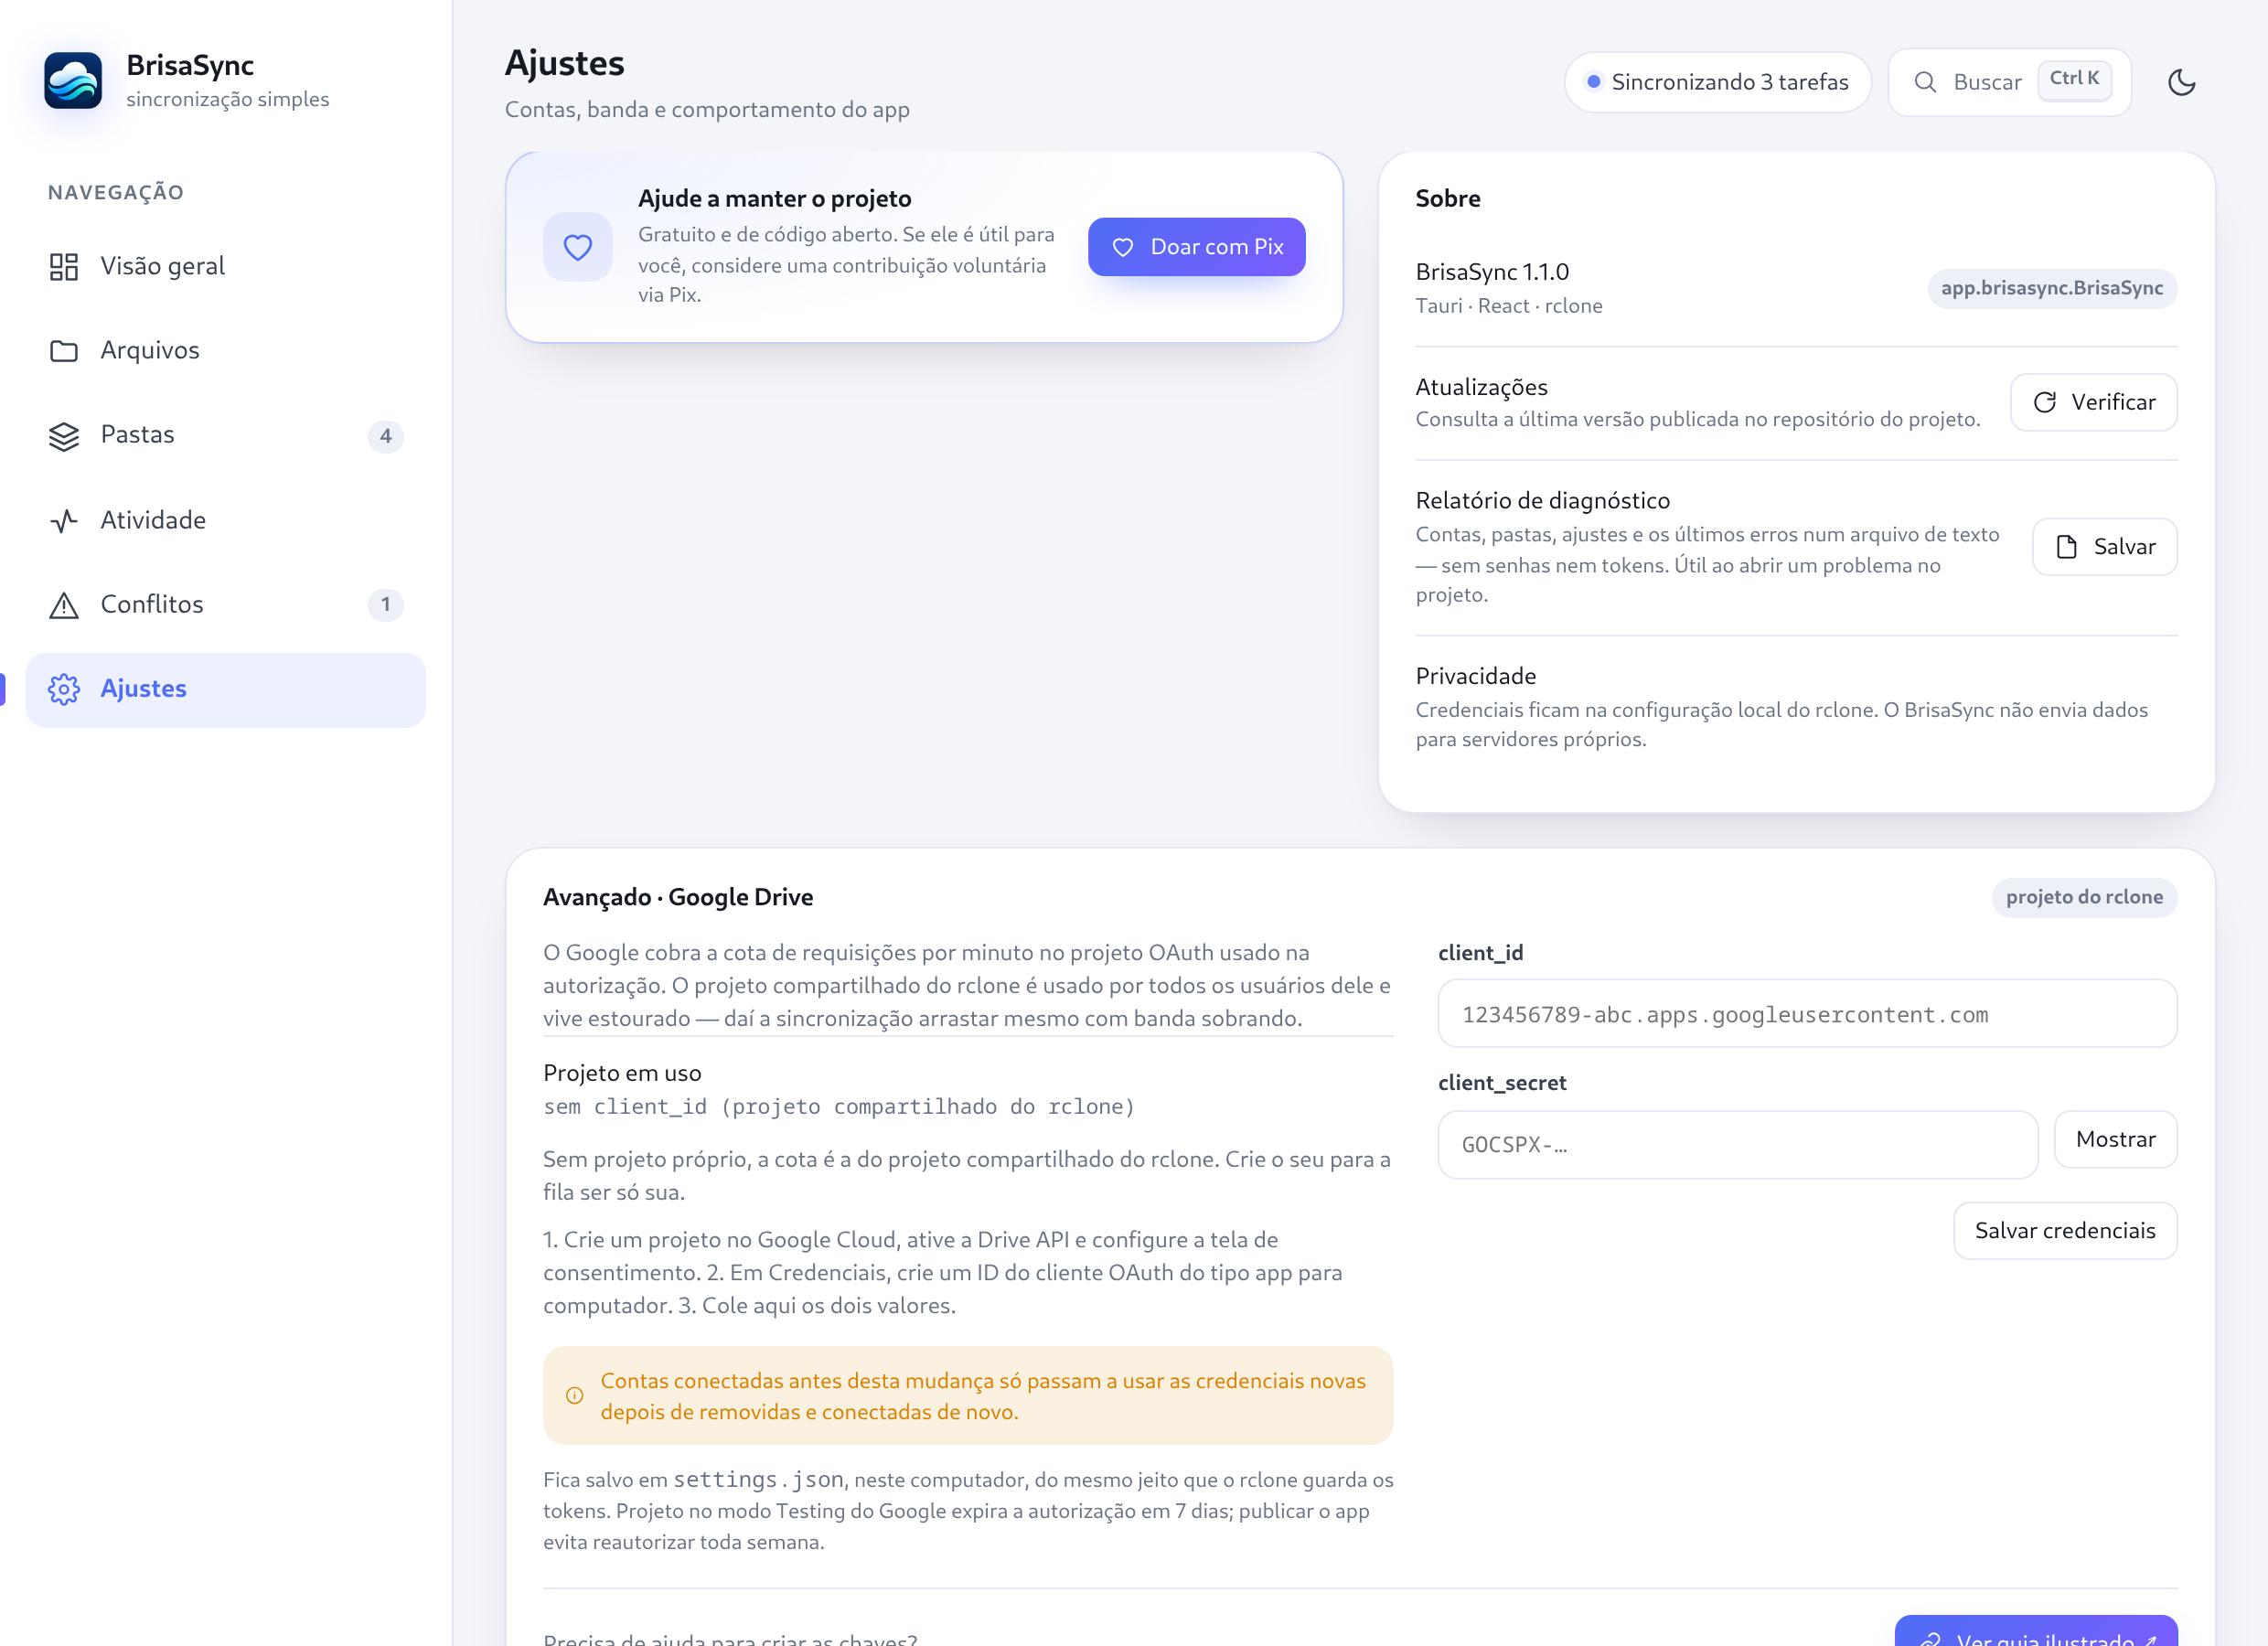 BrisaSync
sincronização simples
NAVEGAÇÃO
Visão geral
Arquivos
Pastas
4
Atividade
Conflitos
1
Ajustes
Ajustes
Contas, banda e comportamento do app
Sincronizando 3 tarefas
Buscar
Ctrl K
Ajude a manter o projeto
Gratuito e de código aberto. Se ele é útil para
você, considere uma contribuição voluntária
via Pix.
Doar com Pix
Sobre
BrisaSync 1.1.0
Tauri · React · rclone
app.brisasync.BrisaSync
Atualizações
Consulta a última versão publicada no repositório do projeto.
Verificar
Relatório de diagnóstico
Contas, pastas, ajustes e os últimos erros num arquivo de texto
— sem senhas nem tokens. Útil ao abrir um problema no
projeto.
Salvar
Privacidade
Credenciais ficam na configuração local do rclone. O BrisaSync não envia dados
para servidores próprios.
Avançado · Google Drive
projeto do rclone
O Google cobra a cota de requisições por minuto no projeto OAuth usado na
autorização. O projeto compartilhado do rclone é usado por todos os usuários dele e
vive estourado — daí a sincronização arrastar mesmo com banda sobrando.
Projeto em uso
sem client_id (projeto compartilhado do rclone)
Sem projeto próprio, a cota é a do projeto compartilhado do rclone. Crie o seu para a
fila ser só sua.
1. Crie um projeto no Google Cloud, ative a Drive API e configure a tela de
consentimento. 2. Em Credenciais, crie um ID do cliente OAuth do tipo app para
computador. 3. Cole aqui os dois valores.
Contas conectadas antes desta mudança só passam a usar as credenciais novas
depois de removidas e conectadas de novo.
Fica salvo em settings.json, neste computador, do mesmo jeito que o rclone guarda os
tokens. Projeto no modo Testing do Google expira a autorização em 7 dias; publicar o app
evita reautorizar toda semana.
client_id
123456789-abc.apps.googleusercontent.com
client_secret
GOCSPX-…
Mostrar
Salvar credenciais
Precisa de ajuda para criar as chaves?
Ver guia ilustrado ↗